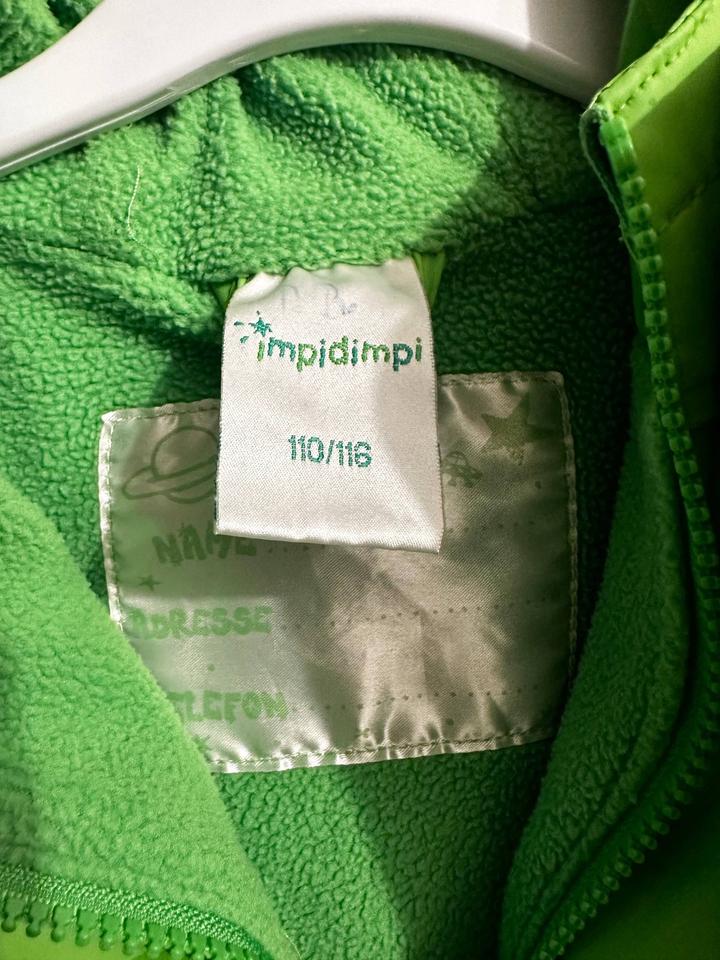 impidimpi
110/116
NAME
ADRESSE
TELEFON